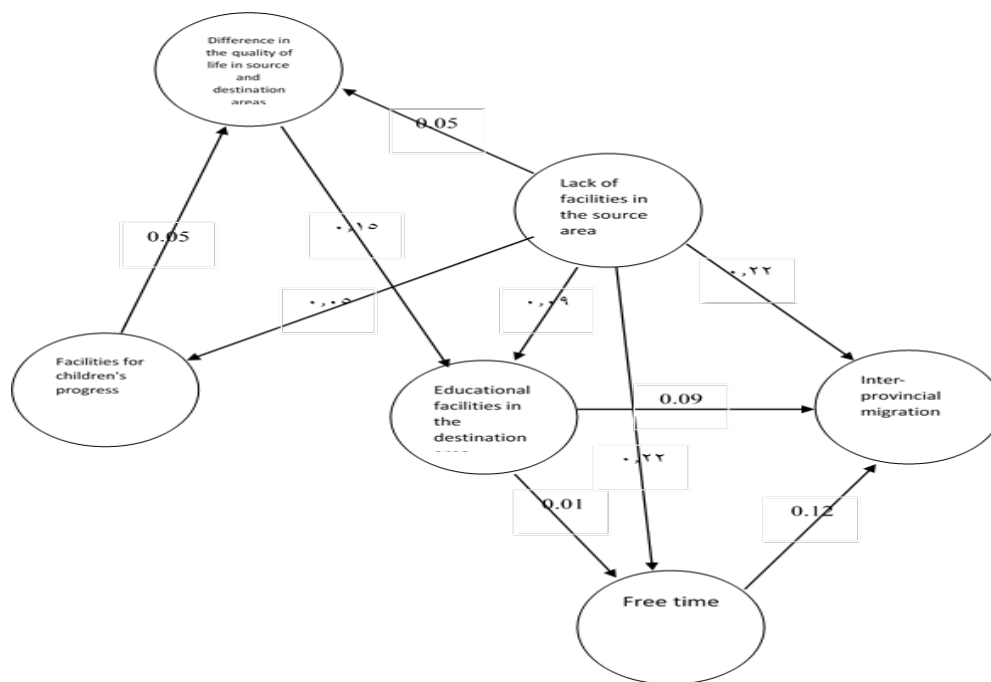 Difference in
the quality of
life in source
and
destination
areas
0.05
Lack of
facilities in
the source
area
0.05
٠,١٥
٠,٢٢
٠,٠٥
٠,٠٩
Facilities for
children's
progress
Educational
facilities in
the
destination
area
Inter-
provincial
migration
0.09
٠,٢٢
0.01
0.12
Free time